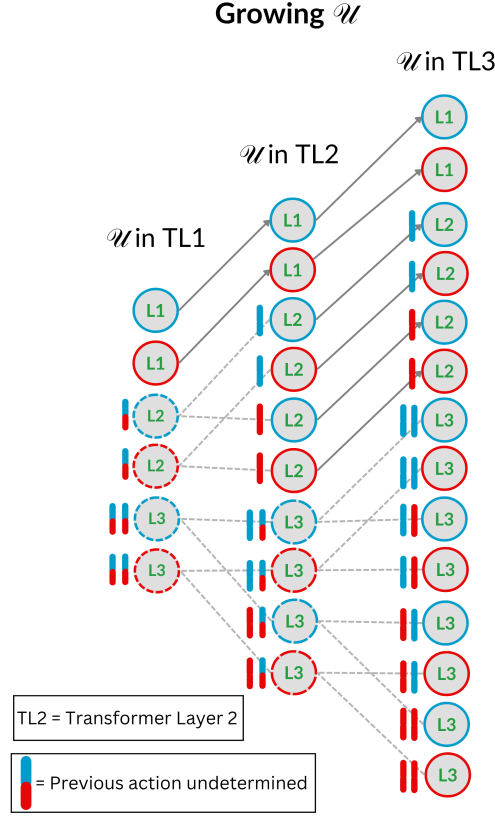 Growing 𝒰
𝒰 in TL3
L1
𝒰 in TL2
L1
L1
L2
𝒰 in TL1
L1
L2
L1
L2
L2
L1
L2
L2
L2
L2
L3
L2
L2
L3
L3
L3
L3
L3
L3
L3
L3
L3
L3
L3
TL2 = Transformer Layer 2
L3
= Previous action undetermined
L3